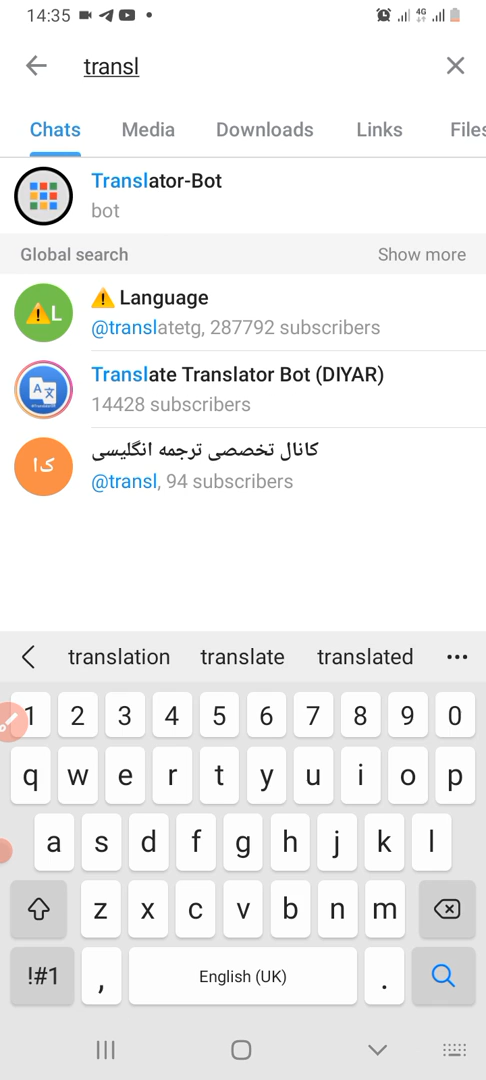 14:35
4G
transl
Chats Media Downloads Links Files
Translator-Bot
bot
Global search Show more
L
⚠️ Language
@translatetg, 287792 subscribers
A
Translate Translator Bot (DIYAR)
14428 subscribers
ک ا
کانال تخصصی ترجمه انگلیسی
@transl, 94 subscribers
translation translate translated
1 2 3 4 5 6 7 8 9 0
q w e r t y u i o p
a s d f g h j k l
z x c v b n m
!#1 , English (UK) .